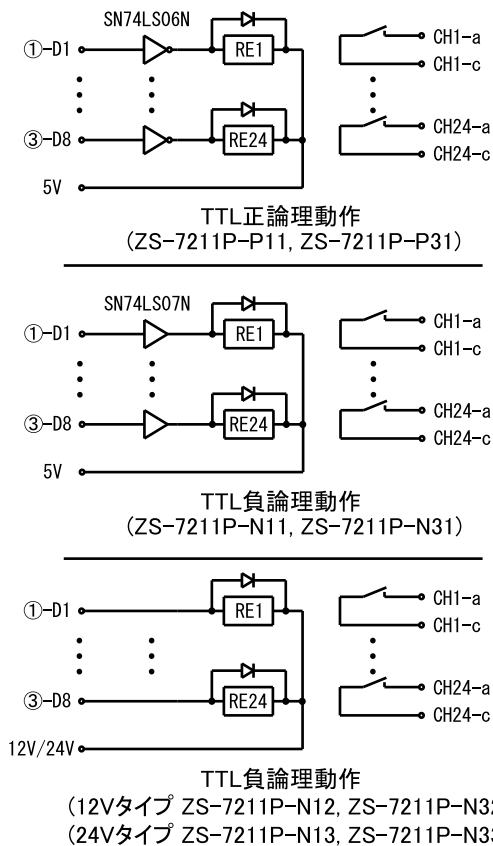 SN74LS06N
①-D1
RE1
CH1-a
CH1-c
③-D8
RE24
CH24-a
CH24-c
5V
TTL正論理動作
(ZS-7211P-P11, ZS-7211P-P31)
SN74LS07N
①-D1
RE1
CH1-a
CH1-c
③-D8
RE24
CH24-a
CH24-c
5V
TTL負論理動作
(ZS-7211P-N11, ZS-7211P-N31)
①-D1
RE1
CH1-a
CH1-c
③-D8
RE24
CH24-a
CH24-c
12V/24V
TTL負論理動作
(12Vタイプ ZS-7211P-N12, ZS-7211P-N32
(24Vタイプ ZS-7211P-N13, ZS-7211P-N33